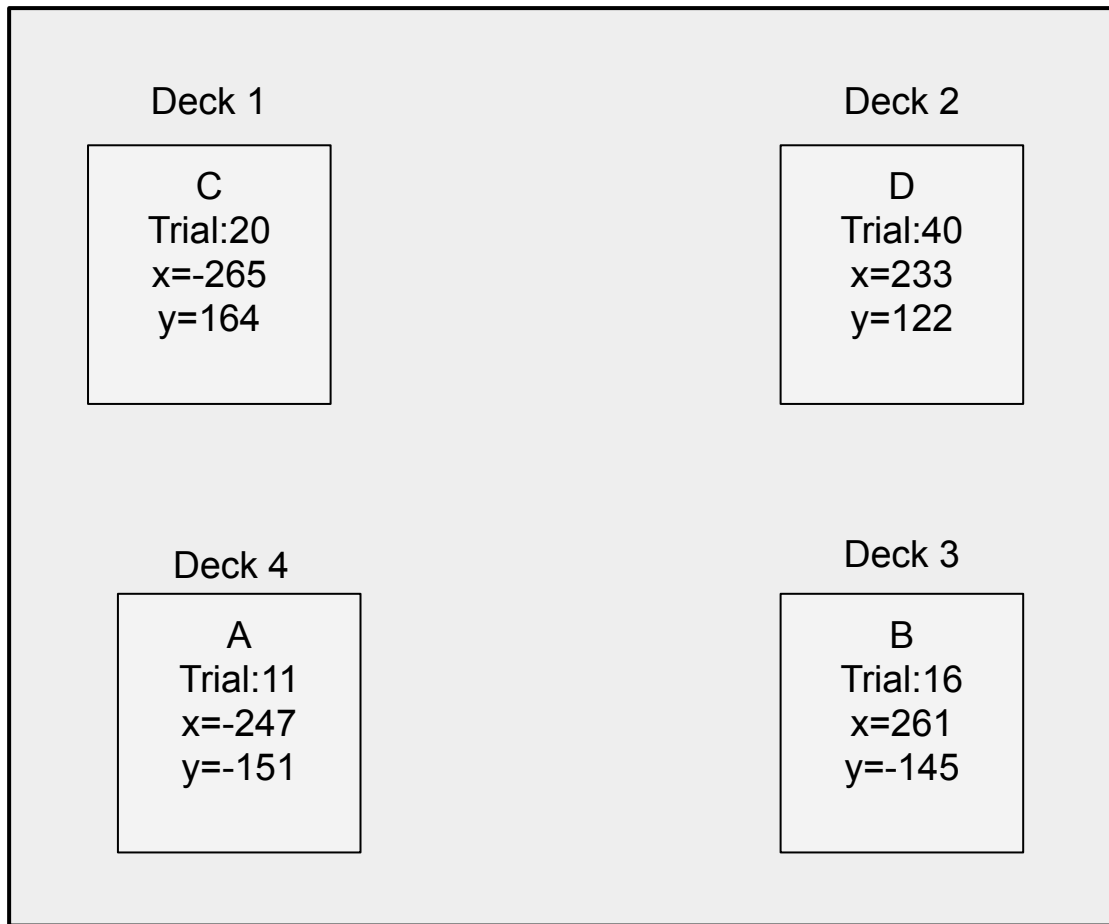 Deck 1
C
Trial:20
x=-265
y=164
Deck 2
D
Trial:40
x=233
y=122
Deck 4
A
Trial:11
x=-247
y=-151
Deck 3
B
Trial:16
x=261
y=-145